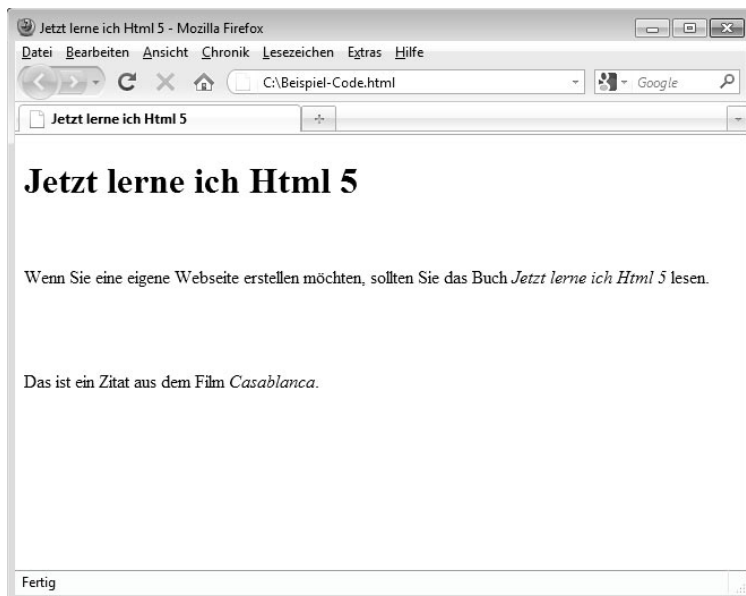 Jetzt lerne ich Html 5 - Mozilla Firefox
Datei Bearbeiten Ansicht Chronik Lesezeichen Extras Hilfe
C:\Beispiel-Code.html Google
Jetzt lerne ich Html 5
Jetzt lerne ich Html 5
Wenn Sie eine eigene Webseite erstellen möchten, sollten Sie das Buch Jetzt lerne ich Html 5 lesen.
Das ist ein Zitat aus dem Film Casablanca.
Fertig